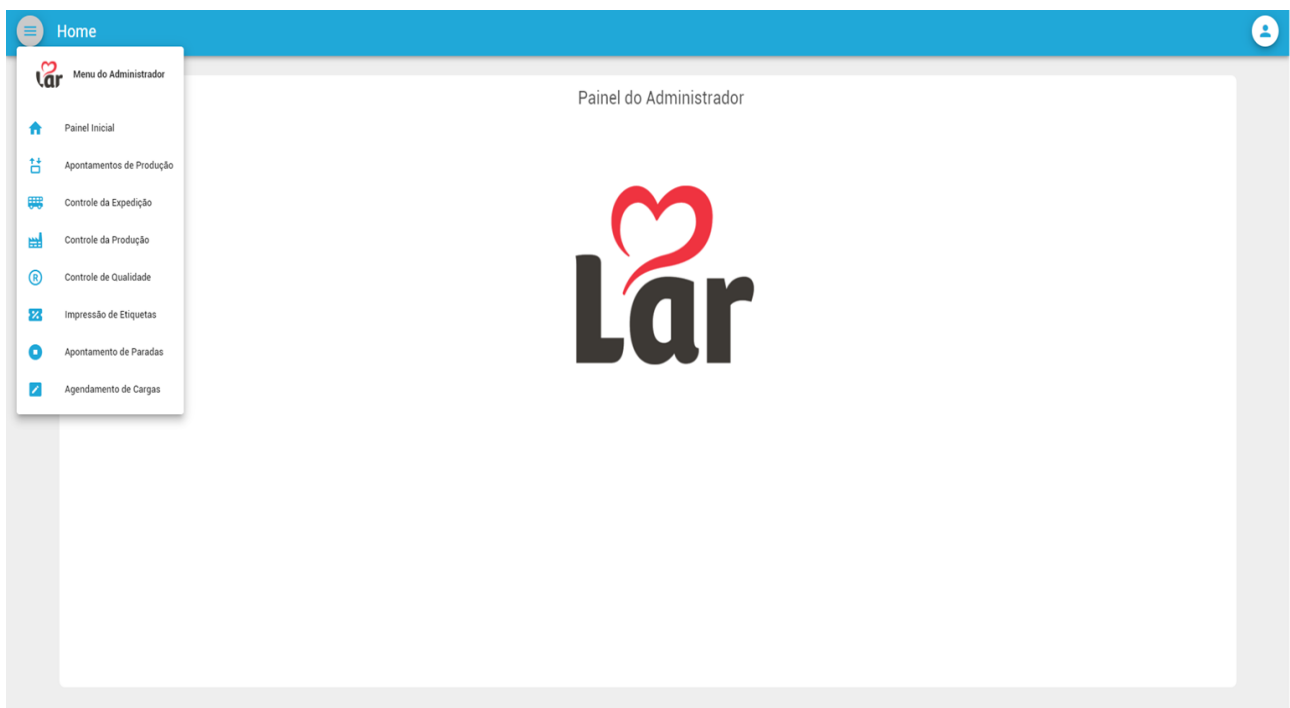 Home
Lar
Menu do Administrador
Painel Inicial
Apontamentos de Produção
Controle da Expedição
Controle da Produção
Controle de Qualidade
Impressão de Etiquetas
Apontamento de Paradas
Agendamento de Cargas
Painel do Administrador
Lar